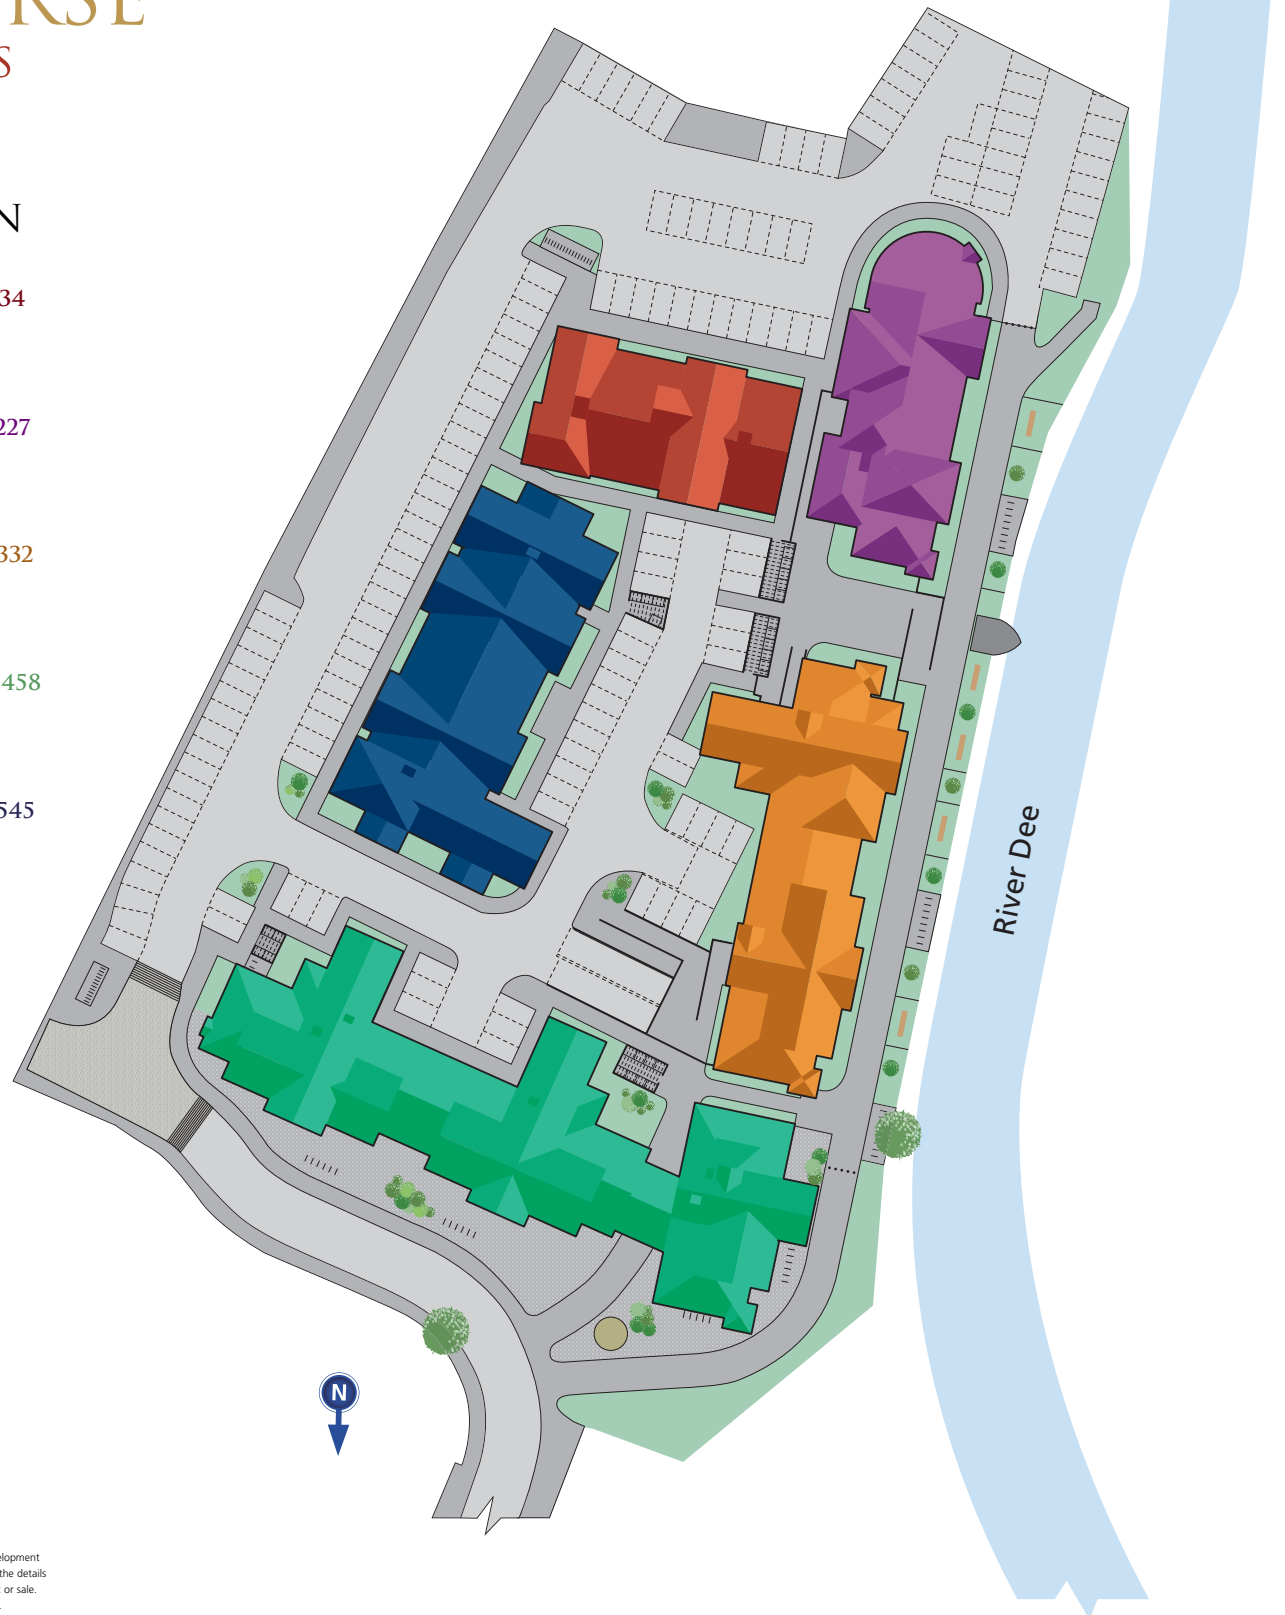 RSE
S
N
34
227
332
458
545
River Dee
N
elopment
the details
t or sale.